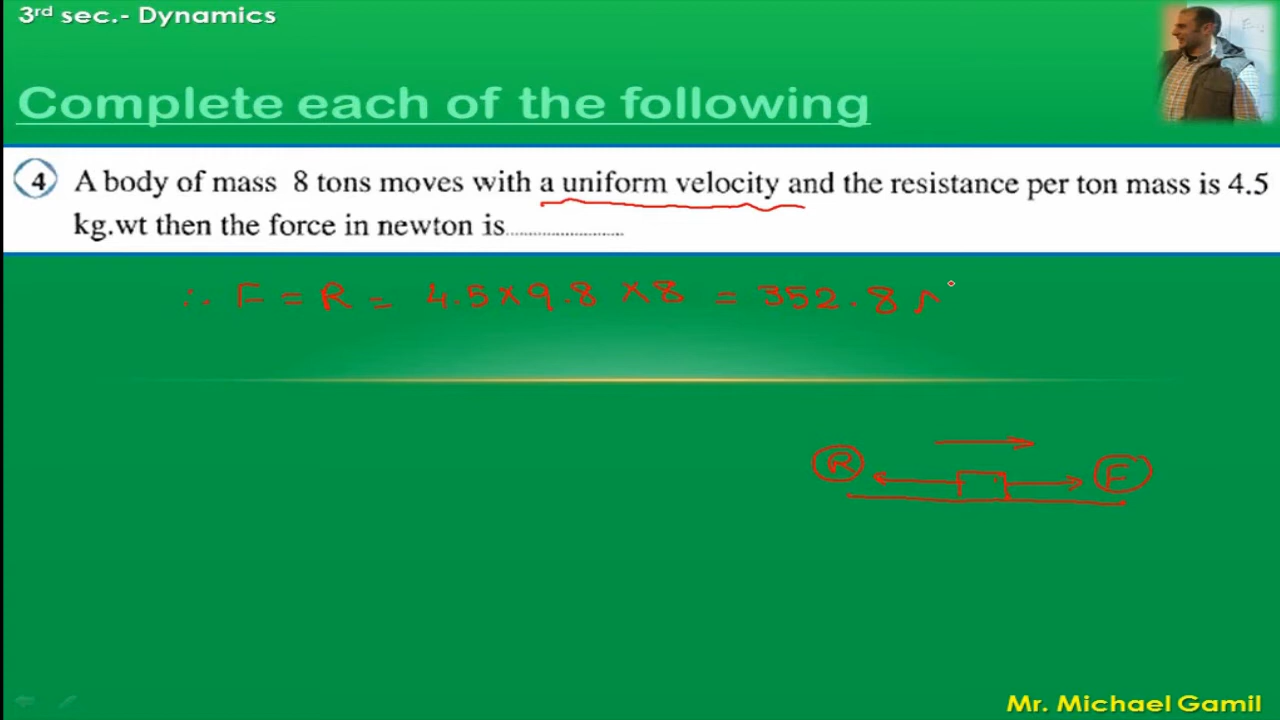 3rd sec.- Dynamics
Complete each of the following
4 A body of mass 8 tons moves with a uniform velocity and the resistance per ton mass is 4.5
kg.wt then the force in newton is....................
∴ F = R = 4.5 × 9.8 × 8 = 352.8
R F
Mr. Michael Gamil